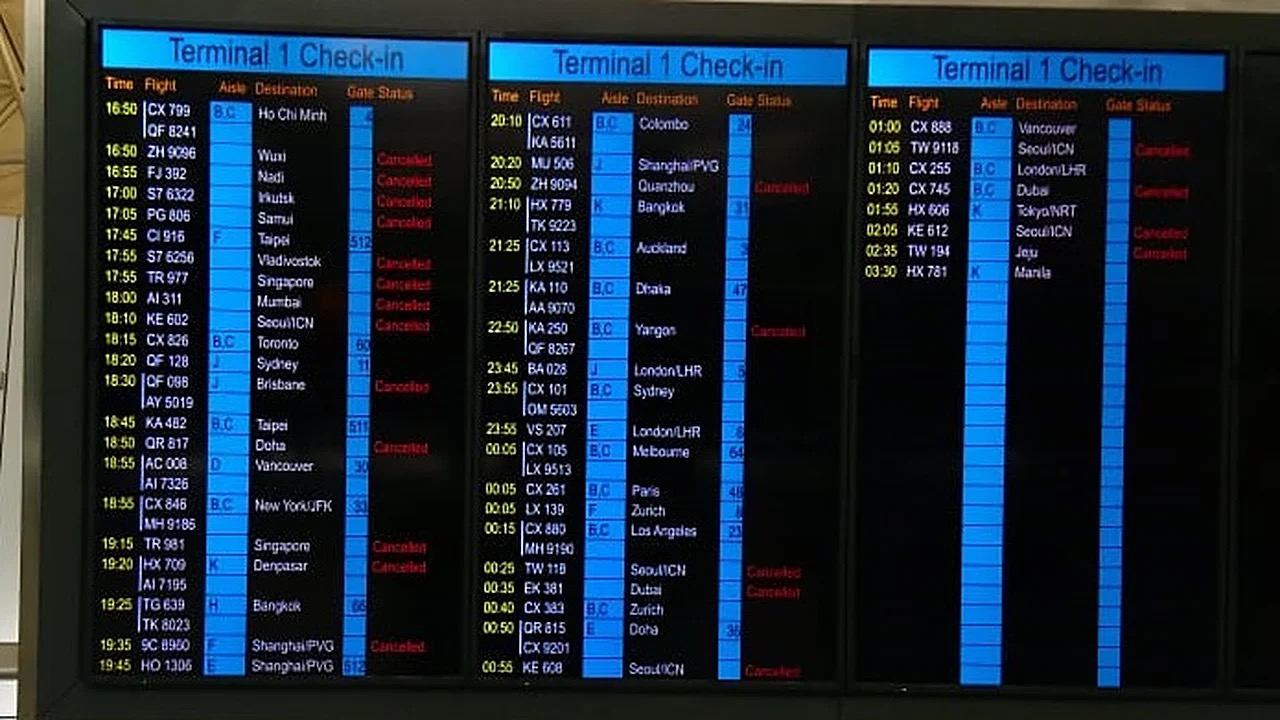 Terminal 1 Check-in
Time Flight Aisle Destination Gate Status
16:50 CX 799 B,C Ho Chi Minh 4
QF 8241
16:50 ZH 9096 Wuxi Cancelled
16:55 FJ 392 Nadi Cancelled
17:00 S7 6322 Irkutsk Cancelled
17:05 PG 806 Samui Cancelled
17:45 CI 916 F Taipei 512
17:55 S7 6256 Vladivostok Cancelled
17:55 TR 977 Singapore Cancelled
18:00 AI 311 Mumbai Cancelled
18:10 KE 602 Seoul/ICN Cancelled
18:15 CX 826 B,C Toronto 60
18:20 QF 128 J Sydney 11
18:30 QF 098 J Brisbane Cancelled
AY 5019
18:45 KA 482 B,C Taipei 511
18:50 QR 817 Doha Cancelled
18:55 AC 008 D Vancouver 30
AI 7326
18:55 CX 846 B,C New York/JFK 33
MH 9185
19:15 TR 981 Singapore Cancelled
19:20 HX 709 K Denpasar Cancelled
AI 7195
19:25 TG 639 H Bangkok 66
TK 8023
19:35 9C 8960 F Shanghai/PVG Cancelled
19:45 HO 1306 E Shanghai/PVG 512
Terminal 1 Check-in
Time Flight Aisle Destination Gate Status
20:10 CX 611 B,C Colombo 24
KA 5611
20:20 MU 506 J Shanghai/PVG
20:50 ZH 9094 Quanzhou Cancelled
21:10 HX 779 K Bangkok 31
TK 9223
21:25 CX 113 B,C Auckland 3
LX 9521
21:25 KA 110 B,C Dhaka 47
AA 9070
22:50 KA 250 B,C Yangon Cancelled
QF 8267
23:45 BA 028 J London/LHR
23:55 CX 101 B,C Sydney
OM 5603
23:55 VS 207 E London/LHR
00:05 CX 105 B,C Melbourne 64
LX 9513
00:05 CX 261 B,C Paris 48
00:05 LX 139 F Zurich
00:15 CX 880 B,C Los Angeles 23
MH 9190
00:25 TW 118 Seoul/ICN Cancelled
00:35 EK 381 Dubai Cancelled
00:40 CX 383 B,C Zurich
00:50 QR 815 E Doha
CX 9201
00:55 KE 608 Seoul/ICN Cancelled
Terminal 1 Check-in
Time Flight Aisle Destination Gate Status
01:00 CX 888 B,C Vancouver
01:05 TW 9118 Seoul/ICN Cancelled
01:10 CX 255 B,C London/LHR
01:20 CX 745 B,C Dubai Cancelled
01:55 HX 606 K Tokyo/NRT
02:05 KE 612 Seoul/ICN Cancelled
02:35 TW 194 Jeju Cancelled
03:30 HX 781 K Manila